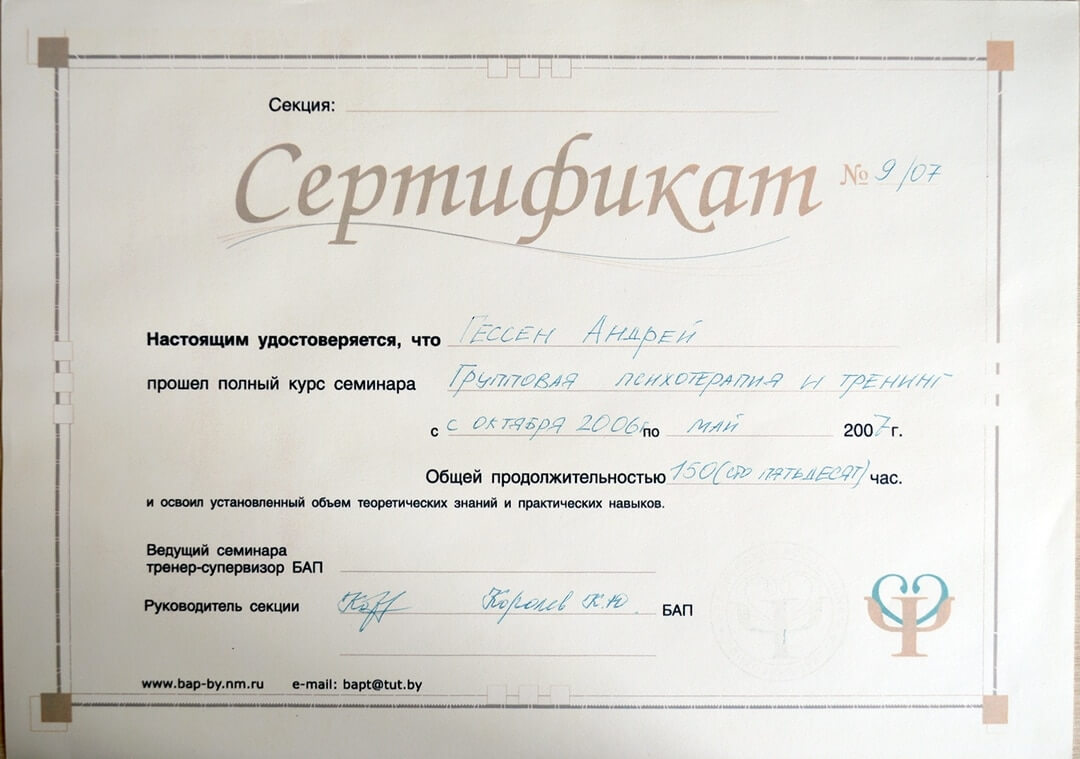 Секция:
Сертификат № 9/07
Настоящим удостоверяется, что Гессен Андрей
прошел полный курс семинара Групповая психотерапия и тренинг
с с октября 2006г по май 2007 г.
Общей продолжительностью 150 (сто пятьдесят) час.
и освоил установленный объем теоретических знаний и практических навыков.
Ведущий семинара
тренер-супервизор БАП
Руководитель секции Королев К.Ю. БАП
www.bap-by.nm.ru e-mail: bapt@tut.by